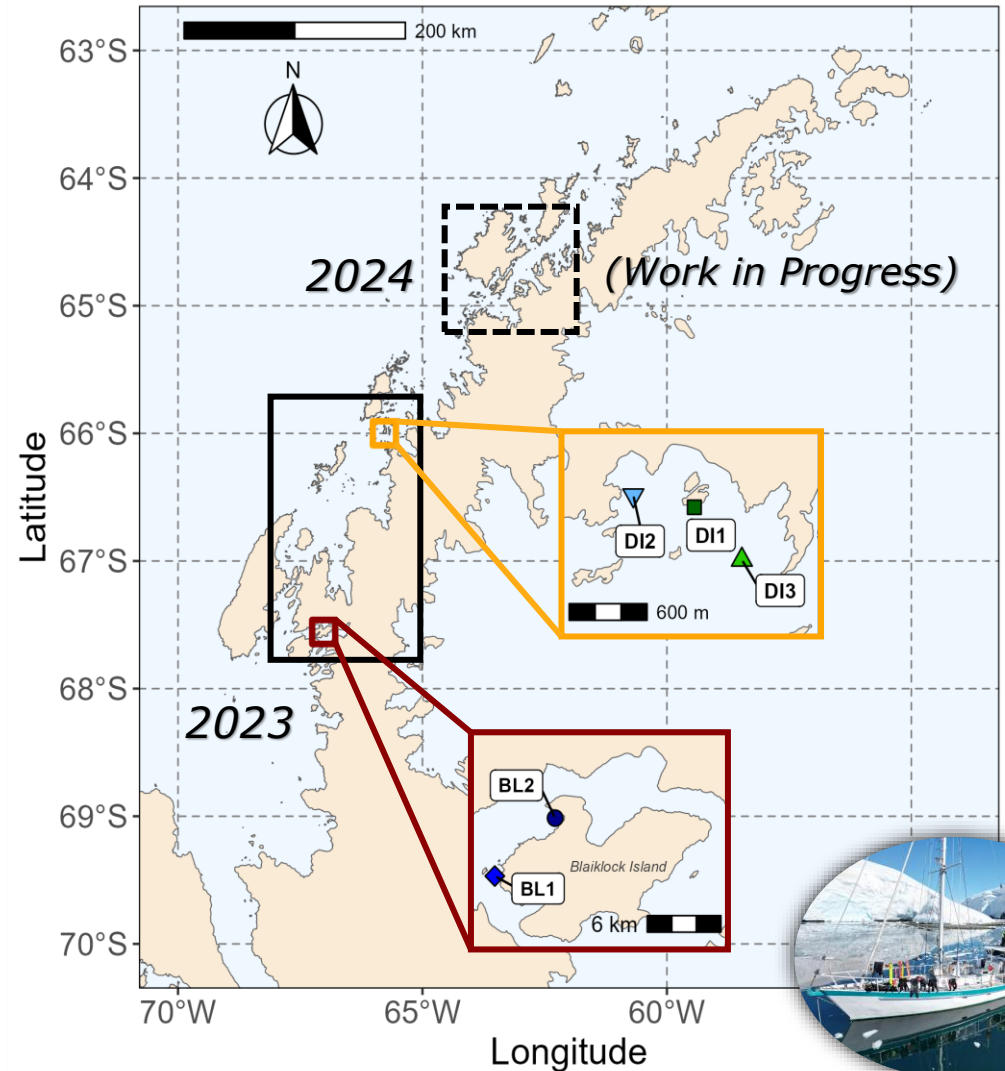 200 km
N
63°S
64°S
65°S
66°S
67°S
68°S
69°S
70°S
Latitude
2024
(Work in Progress)
DI2
DI1
DI3
600 m
2023
BL2
Blaiklock Island
BL1
6 km
70°W
65°W
60°W
Longitude